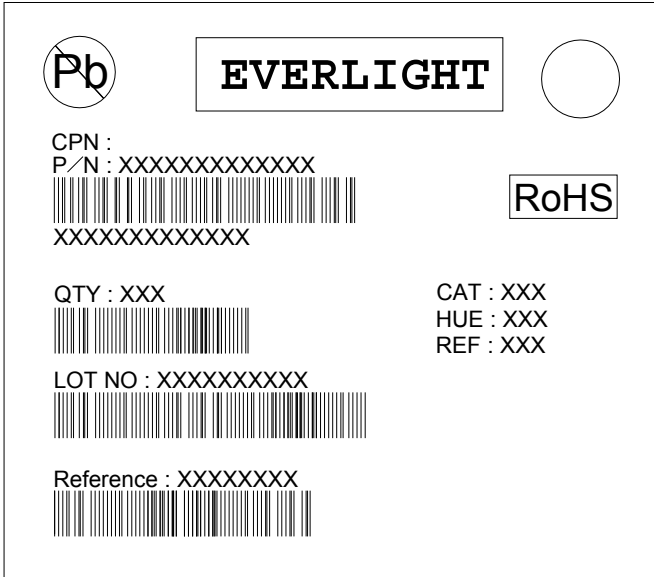 Pb
EVERLIGHT
CPN :
P/N : XXXXXXXXXXXXX
RoHS
XXXXXXXXXXXXX
QTY : XXX
CAT : XXX
HUE : XXX
REF : XXX
LOT NO : XXXXXXXXXX
Reference : XXXXXXXX